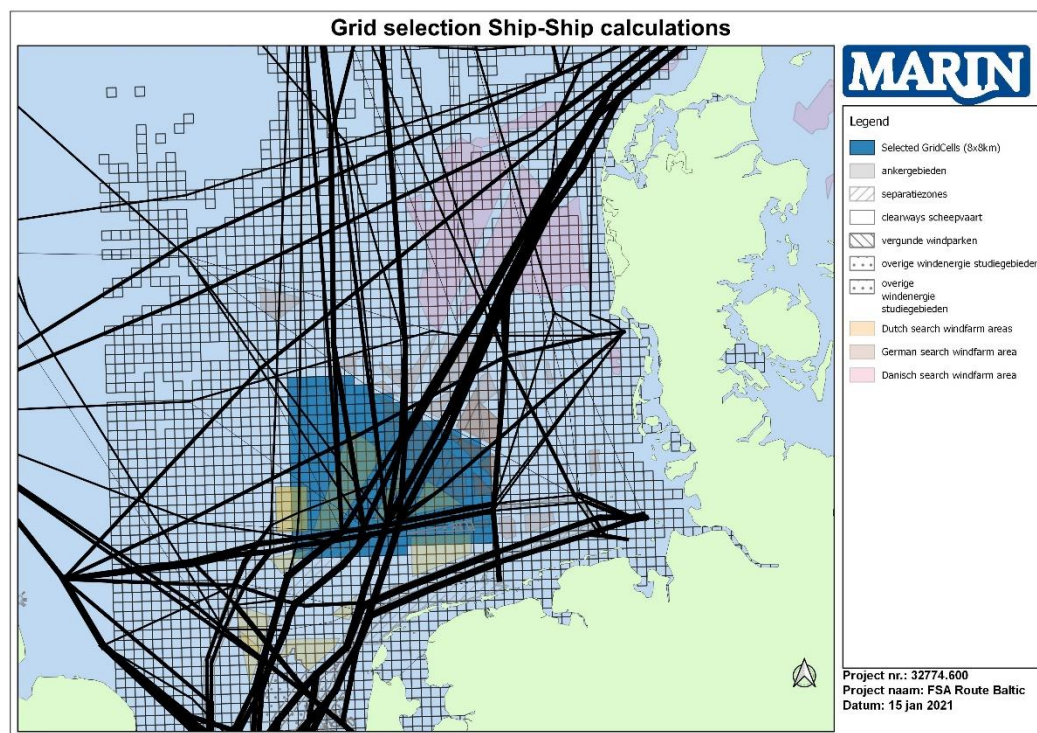 Grid selection Ship-Ship calculations
MARIN
Legend
Selected GridCells (8x8km)
ankergebieden
separatiezones
clearways scheepvaart
vergunde windparken
overige windenergie studiegebieden
overige
windenergie
studiegebieden
Dutch search windfarm areas
German search windfarm area
Danisch search windfarm area
Project nr.: 32774.600
Project naam: FSA Route Baltic
Datum: 15 jan 2021